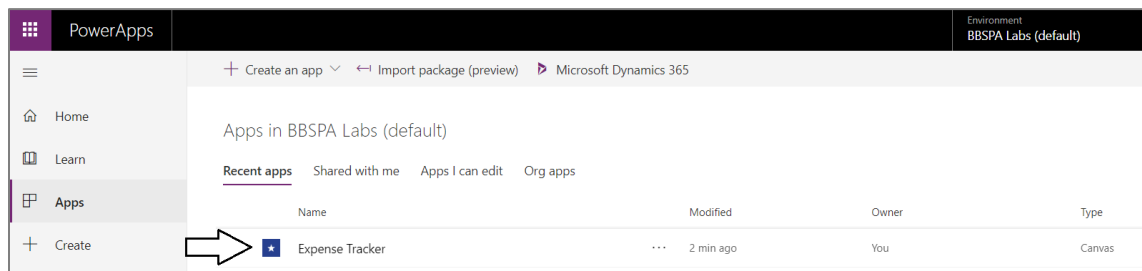 PowerApps
Environment
BBSPA Labs (default)
Create an app
Import package (preview)
Microsoft Dynamics 365
Home
Learn
Apps
Create
Apps in BBSPA Labs (default)
Recent apps Shared with me Apps I can edit Org apps
Name Modified Owner Type
Expense Tracker ... 2 min ago You Canvas